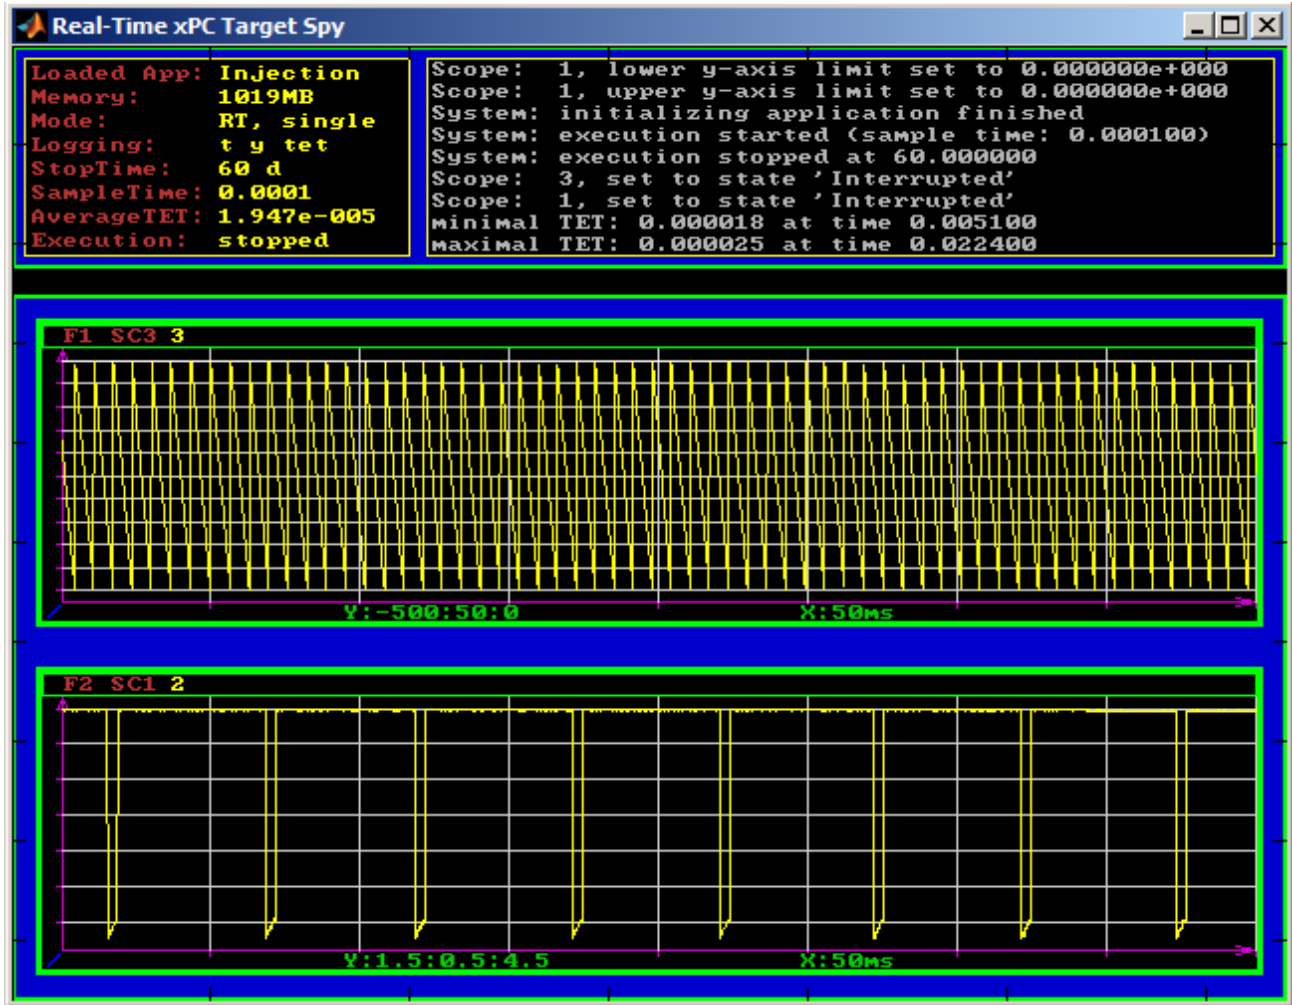 Real-Time xPC Target Spy
Loaded App: Injection
Memory: 1019MB
Mode: RT, single
Logging: t y tet
StopTime: 60 d
SampleTime: 0.0001
AverageTET: 1.947e-005
Execution: stopped
Scope: 1, lower y-axis limit set to 0.000000e+000
Scope: 1, upper y-axis limit set to 0.000000e+000
System: initializing application finished
System: execution started (sample time: 0.000100)
System: execution stopped at 60.000000
Scope: 3, set to state 'Interrupted'
Scope: 1, set to state 'Interrupted'
minimal TET: 0.000018 at time 0.005100
maximal TET: 0.000025 at time 0.022400
F1 SC3 3
Y:-500:50:0 X:50ms
F2 SC1 2
Y:1.5:0.5:4.5 X:50ms